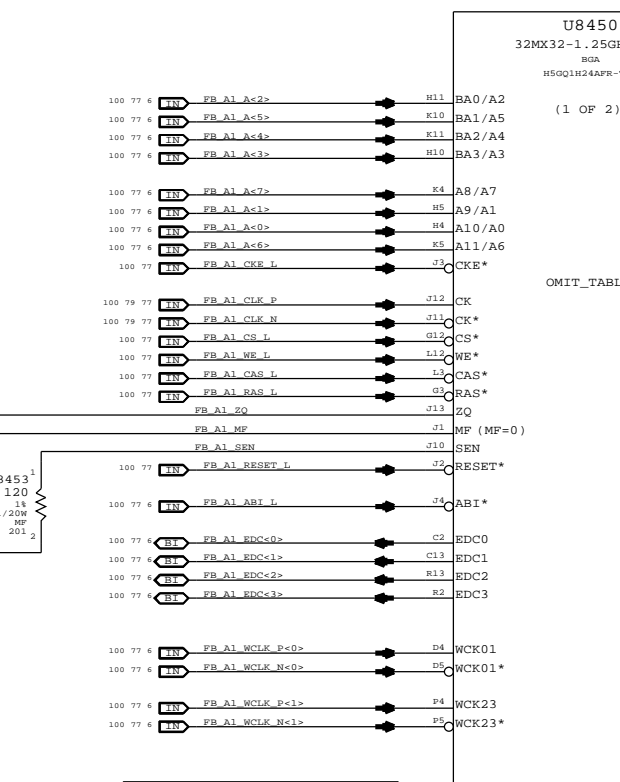 U8450
32MX32-1.25G
BGA
H5GQ1H24AFR-
(1 OF 2)
100 77 6 IN FB_A1_A<2> H11 BA0/A2
100 77 6 IN FB_A1_A<5> K10 BA1/A5
100 77 6 IN FB_A1_A<4> K11 BA2/A4
100 77 6 IN FB_A1_A<3> H10 BA3/A3
100 77 6 IN FB_A1_A<7> K4 A8/A7
100 77 6 IN FB_A1_A<1> H5 A9/A1
100 77 6 IN FB_A1_A<0> H4 A10/A0
100 77 6 IN FB_A1_A<6> K5 A11/A6
100 77 IN FB_A1_CKE_L J3 CKE*
OMIT_TABL
100 79 77 IN FB_A1_CLK_P J12 CK
100 79 77 IN FB_A1_CLK_N J11 CK*
100 77 IN FB_A1_CS_L G12 CS*
100 77 IN FB_A1_WE_L L12 WE*
100 77 IN FB_A1_CAS_L L3 CAS*
100 77 IN FB_A1_RAS_L G3 RAS*
FB_A1_ZQ J13 ZQ
FB_A1_MF J1 MF (MF=0)
FB_A1_SEN J10 SEN
100 77 IN FB_A1_RESET_L J2 RESET*
8453 1
120
1%
/20W
MF
201 2
100 77 6 IN FB_A1_ABI_L J4 ABI*
100 77 6 BI FB_A1_EDC<0> C2 EDC0
100 77 6 BI FB_A1_EDC<1> C13 EDC1
100 77 6 BI FB_A1_EDC<2> R13 EDC2
100 77 6 BI FB_A1_EDC<3> R2 EDC3
100 77 6 IN FB_A1_WCLK_P<0> D4 WCK01
100 77 6 IN FB_A1_WCLK_N<0> D5 WCK01*
100 77 6 IN FB_A1_WCLK_P<1> P4 WCK23
100 77 6 IN FB_A1_WCLK_N<1> P5 WCK23*